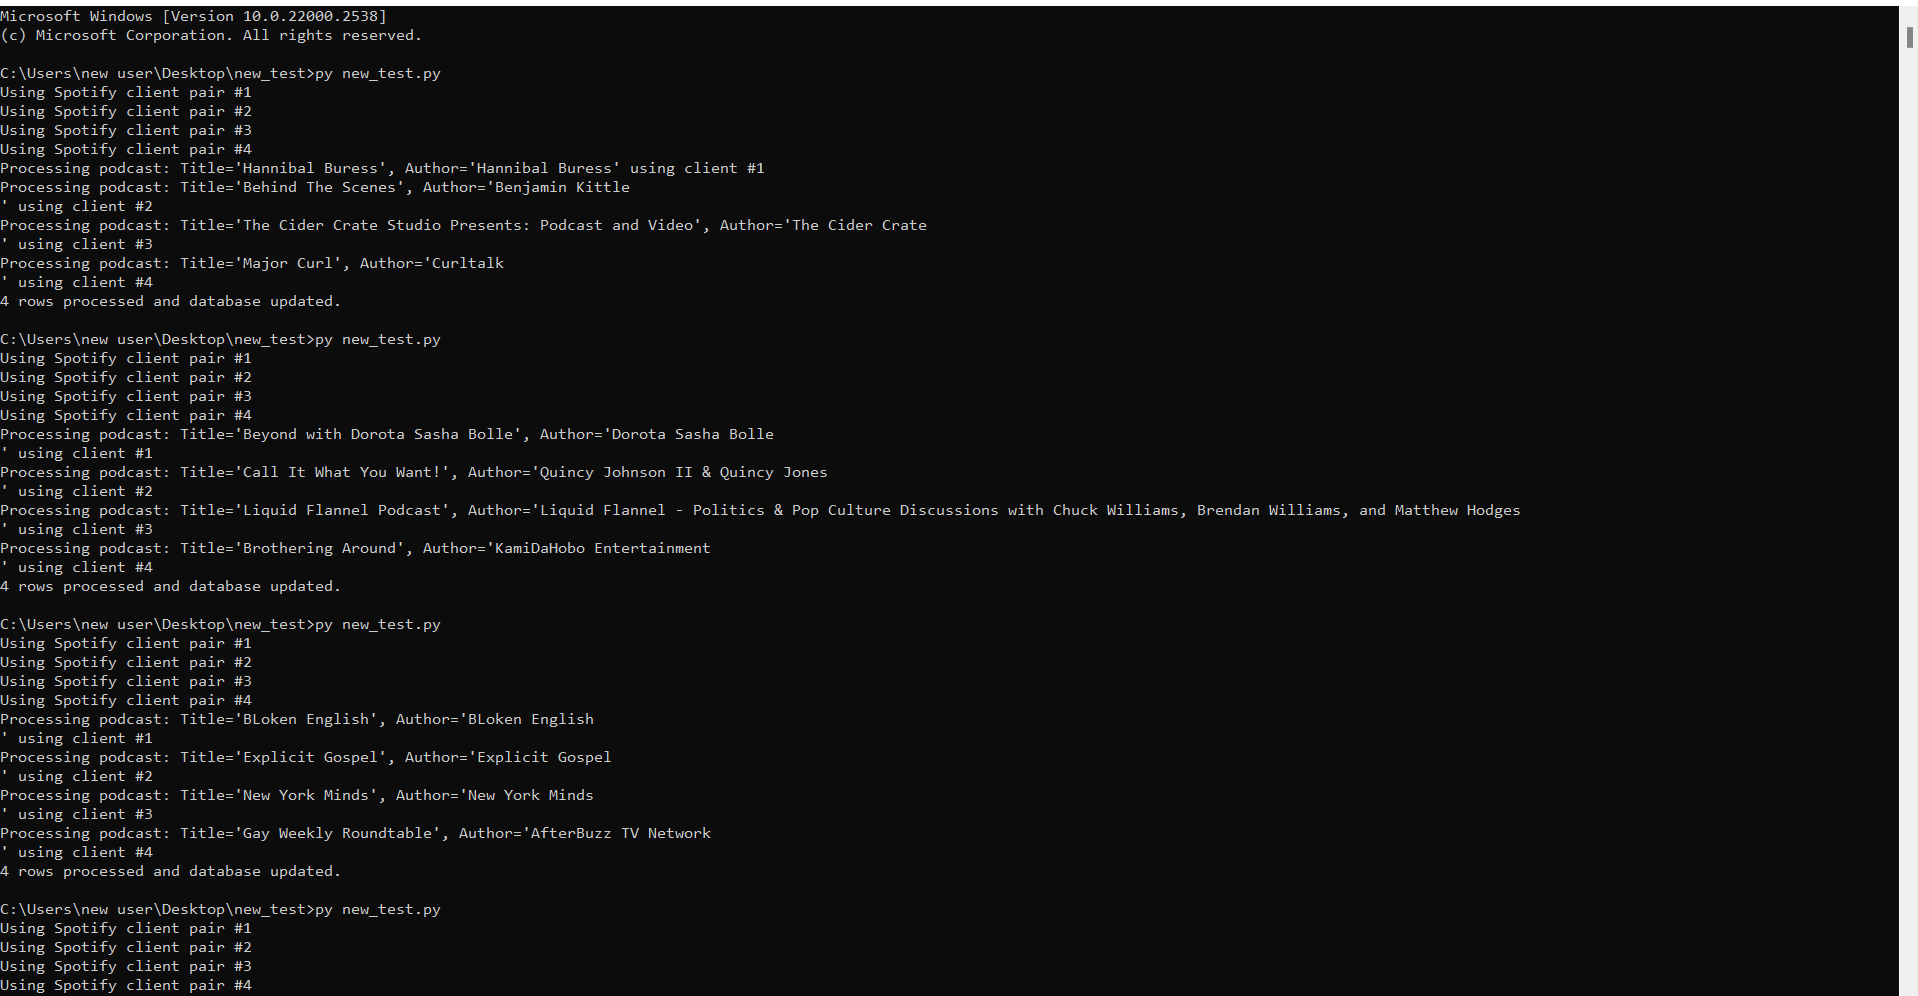 Microsoft Windows [Version 10.0.22000.2538]
(c) Microsoft Corporation. All rights reserved.
C:\Users\new user\Desktop\new_test>py new_test.py
Using Spotify client pair #1
Using Spotify client pair #2
Using Spotify client pair #3
Using Spotify client pair #4
Processing podcast: Title='Hannibal Buress', Author='Hannibal Buress' using client #1
Processing podcast: Title='Behind The Scenes', Author='Benjamin Kittle
' using client #2
Processing podcast: Title='The Cider Crate Studio Presents: Podcast and Video', Author='The Cider Crate
' using client #3
Processing podcast: Title='Major Curl', Author='Curltalk
' using client #4
4 rows processed and database updated.
C:\Users\new user\Desktop\new_test>py new_test.py
Using Spotify client pair #1
Using Spotify client pair #2
Using Spotify client pair #3
Using Spotify client pair #4
Processing podcast: Title='Beyond with Dorota Sasha Bolle', Author='Dorota Sasha Bolle
' using client #1
Processing podcast: Title='Call It What You Want!', Author='Quincy Johnson II & Quincy Jones
' using client #2
Processing podcast: Title='Liquid Flannel Podcast', Author='Liquid Flannel - Politics & Pop Culture Discussions with Chuck Williams, Brendan Williams, and Matthew Hodges
' using client #3
Processing podcast: Title='Brothering Around', Author='KamiDaHobo Entertainment
' using client #4
4 rows processed and database updated.
C:\Users\new user\Desktop\new_test>py new_test.py
Using Spotify client pair #1
Using Spotify client pair #2
Using Spotify client pair #3
Using Spotify client pair #4
Processing podcast: Title='BLoken English', Author='BLoken English
' using client #1
Processing podcast: Title='Explicit Gospel', Author='Explicit Gospel
' using client #2
Processing podcast: Title='New York Minds', Author='New York Minds
' using client #3
Processing podcast: Title='Gay Weekly Roundtable', Author='AfterBuzz TV Network
' using client #4
4 rows processed and database updated.
C:\Users\new user\Desktop\new_test>py new_test.py
Using Spotify client pair #1
Using Spotify client pair #2
Using Spotify client pair #3
Using Spotify client pair #4